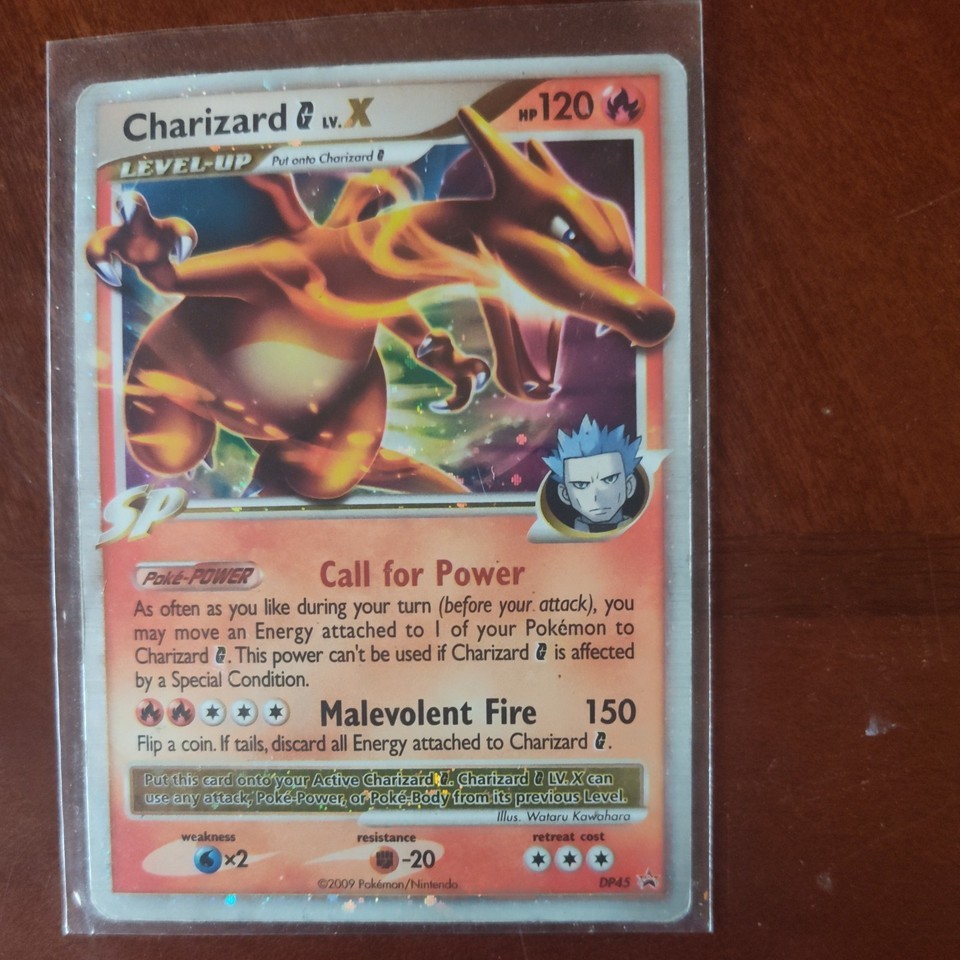 Charizard G LV.X HP 120
LEVEL-UP Put onto Charizard G
SP
Poké-POWER Call for Power
As often as you like during your turn (before your attack), you
may move an Energy attached to 1 of your Pokémon to
Charizard G. This power can't be used if Charizard G is affected
by a Special Condition.
Malevolent Fire 150
Flip a coin. If tails, discard all Energy attached to Charizard G.
Put this card onto your Active Charizard G. Charizard G LV.X can
use any attack, Poké-Power, or Poké-Body from its previous Level.
Illus. Wataru Kawahara
weakness resistance retreat cost
×2 -20
©2009 Pokémon/Nintendo DP45